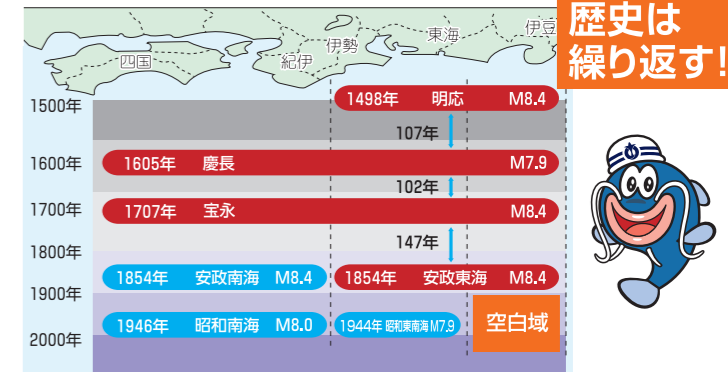 歴史は
繰り返す!
四国
紀伊
伊勢
東海
伊豆
1500年
1498年 明応 M8.4
107年
1600年
1605年 慶長 M7.9
102年
1700年
1707年 宝永 M8.4
147年
1800年
1854年 安政南海 M8.4
1854年 安政東海 M8.4
1900年
1946年 昭和南海 M8.0
1944年 昭和東南海 M7.9
空白域
2000年